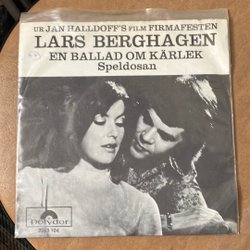 UR JAN HALLDOFF'S FILM FIRMAFESTEN
LARS BERGHAGEN
EN BALLAD OM KÄRLEK
Speldosan
Polydor